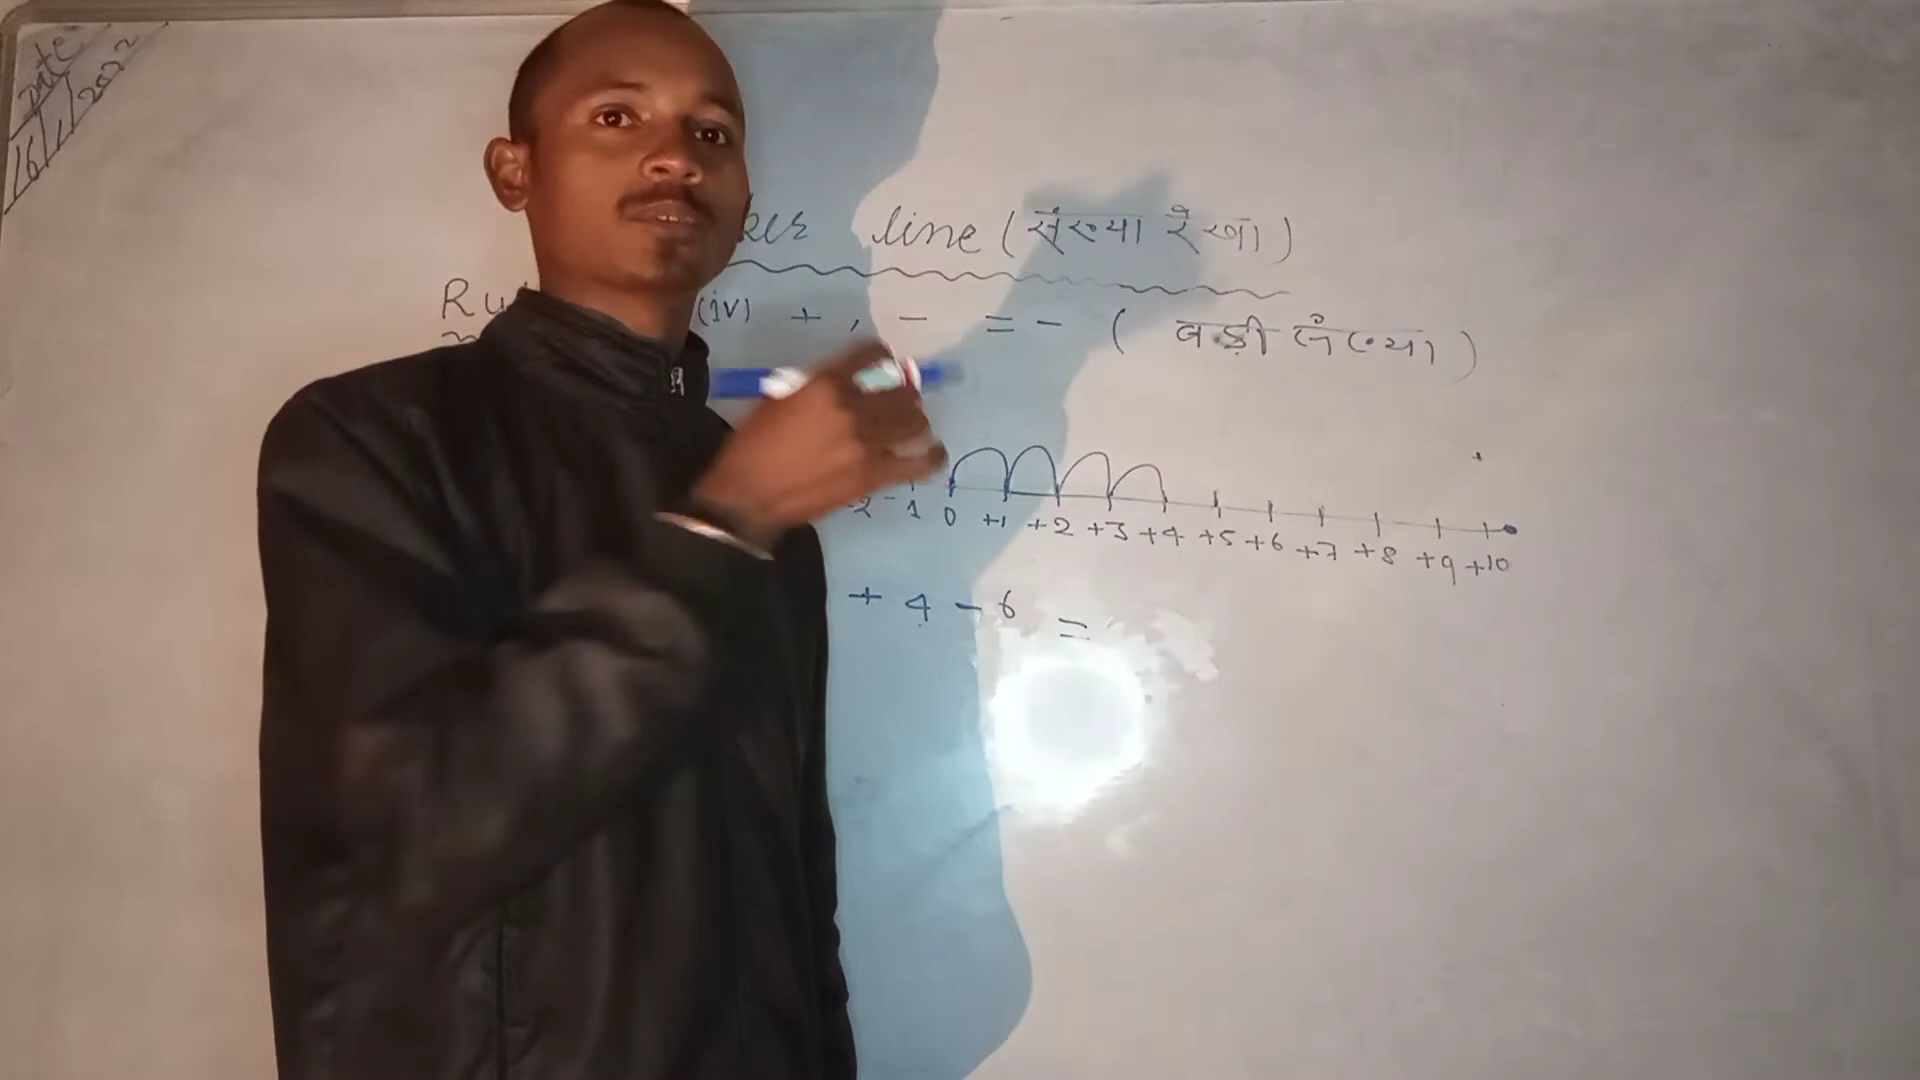 Date
16/1/2022
line (संख्या रेखा)
(iv) + , - = - ( बड़ी संख्या )
-2 -1 0 +1 +2 +3 +4 +5 +6 +7 +8 +9 +10
+ 4 - 6 =